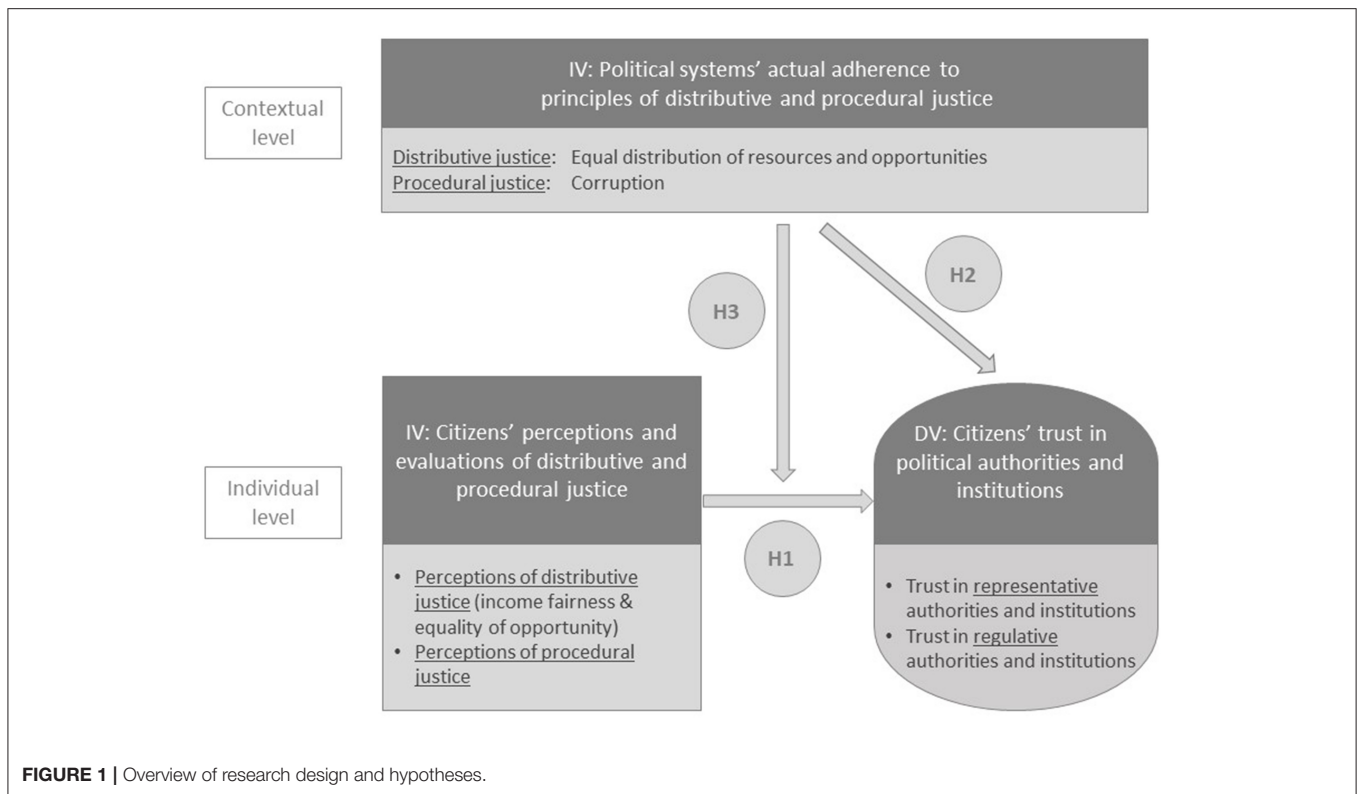 Contextual
level
IV: Political systems' actual adherence to
principles of distributive and procedural justice
Distributive justice: Equal distribution of resources and opportunities
Procedural justice: Corruption
H3
H2
Individual
level
IV: Citizens' perceptions and
evaluations of distributive and
procedural justice
• Perceptions of distributive
justice (income fairness &
equality of opportunity)
• Perceptions of procedural
justice
H1
DV: Citizens' trust in
political authorities and
institutions
• Trust in representative
authorities and institutions
• Trust in regulative
authorities and institutions
FIGURE 1 | Overview of research design and hypotheses.